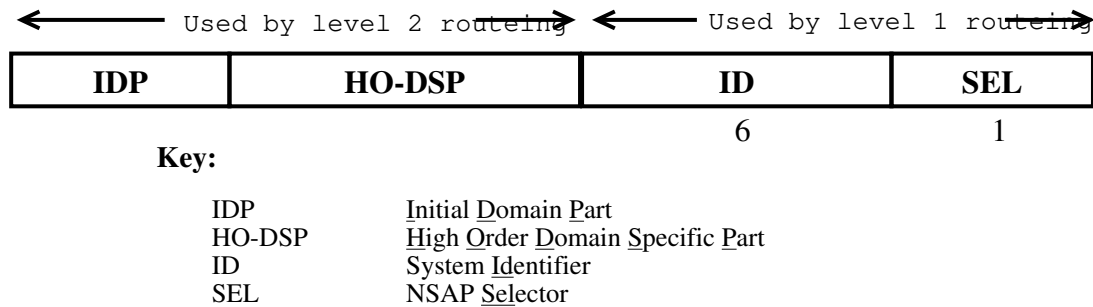 Used by level 2 routeing Used by level 1 routeing
IDP HO-DSP ID SEL
6 1
Key:
IDP Initial Domain Part
HO-DSP High Order Domain Specific Part
ID System Identifier
SEL NSAP Selector